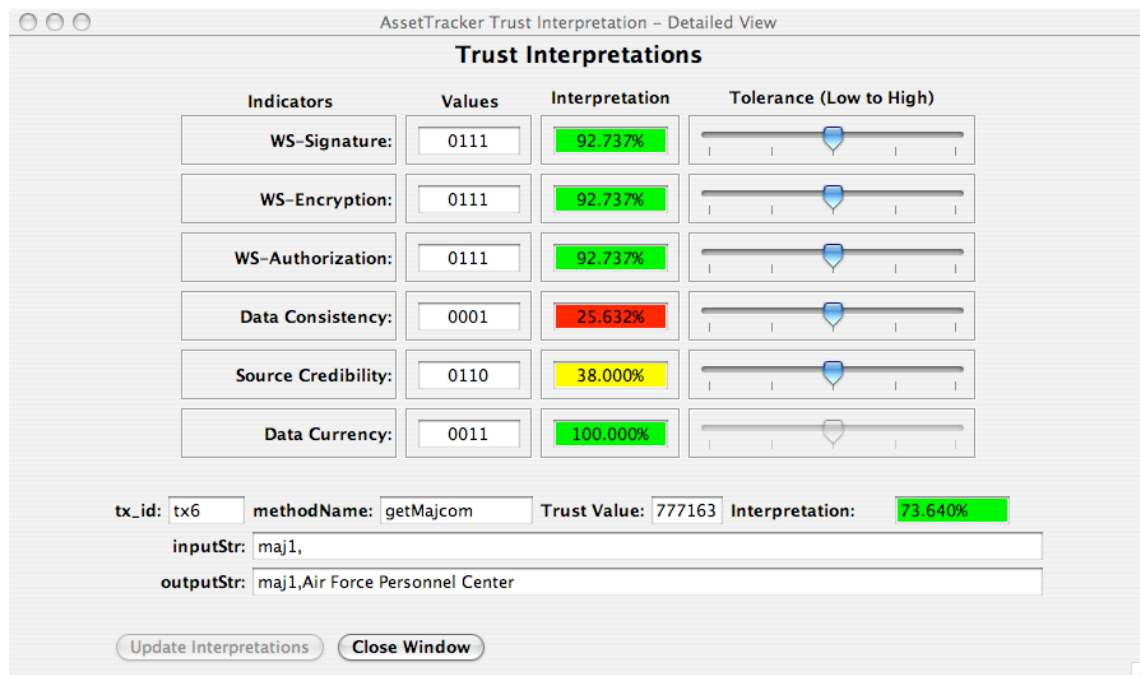 AssetTracker Trust Interpretation – Detailed View
Trust Interpretations
Indicators Values Interpretation Tolerance (Low to High)
WS-Signature: 0111 92.737%
WS-Encryption: 0111 92.737%
WS-Authorization: 0111 92.737%
Data Consistency: 0001 25.632%
Source Credibility: 0110 38.000%
Data Currency: 0011 100.000%
tx_id: tx6 methodName: getMajcom Trust Value: 777163 Interpretation: 73.640%
inputStr: maj1,
outputStr: maj1,Air Force Personnel Center
Update Interpretations Close Window